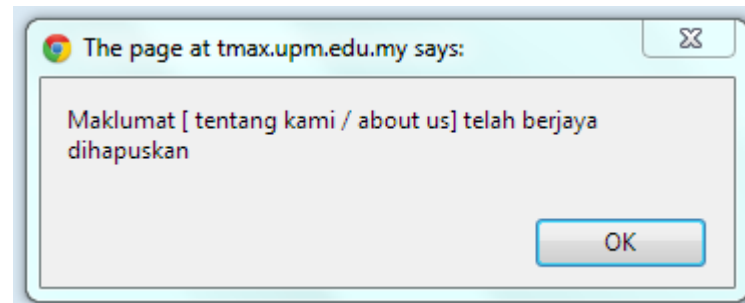 The page at tmax.upm.edu.my says:
Maklumat [ tentang kami / about us] telah berjaya
dihapuskan
OK